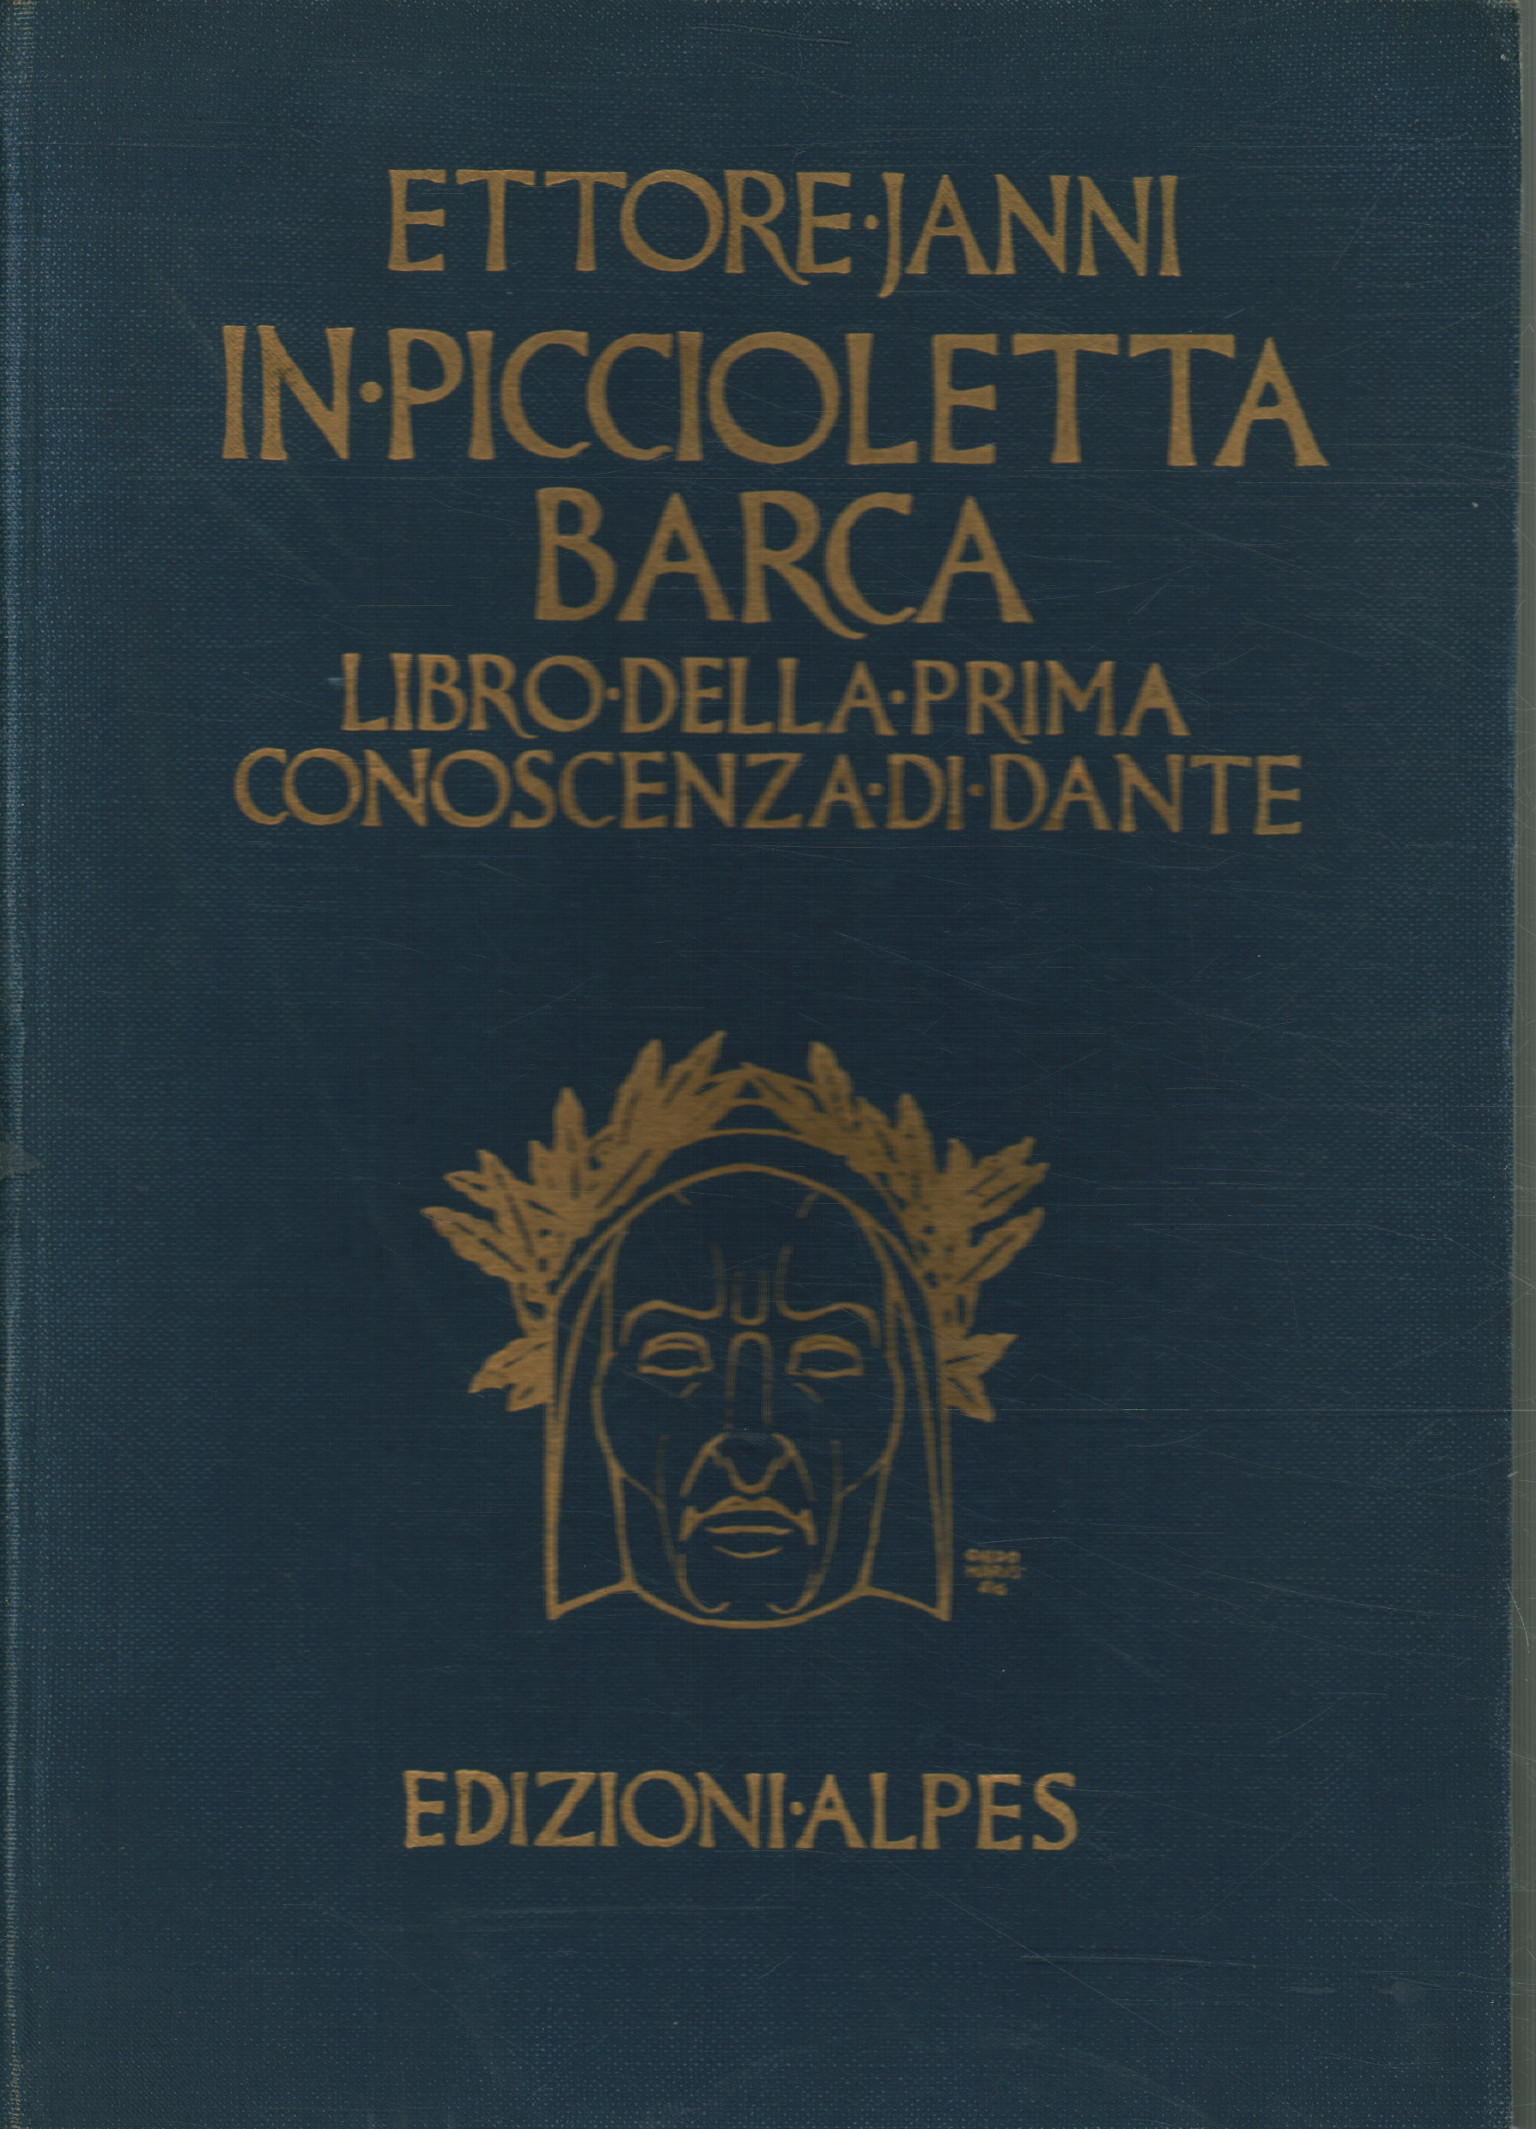 ETTORE·JANNI
IN·PICCIOLETTA
BARCA
LIBRO·DELLA·PRIMA
CONOSCENZA·DI·DANTE
EDIZIONI·ALPES